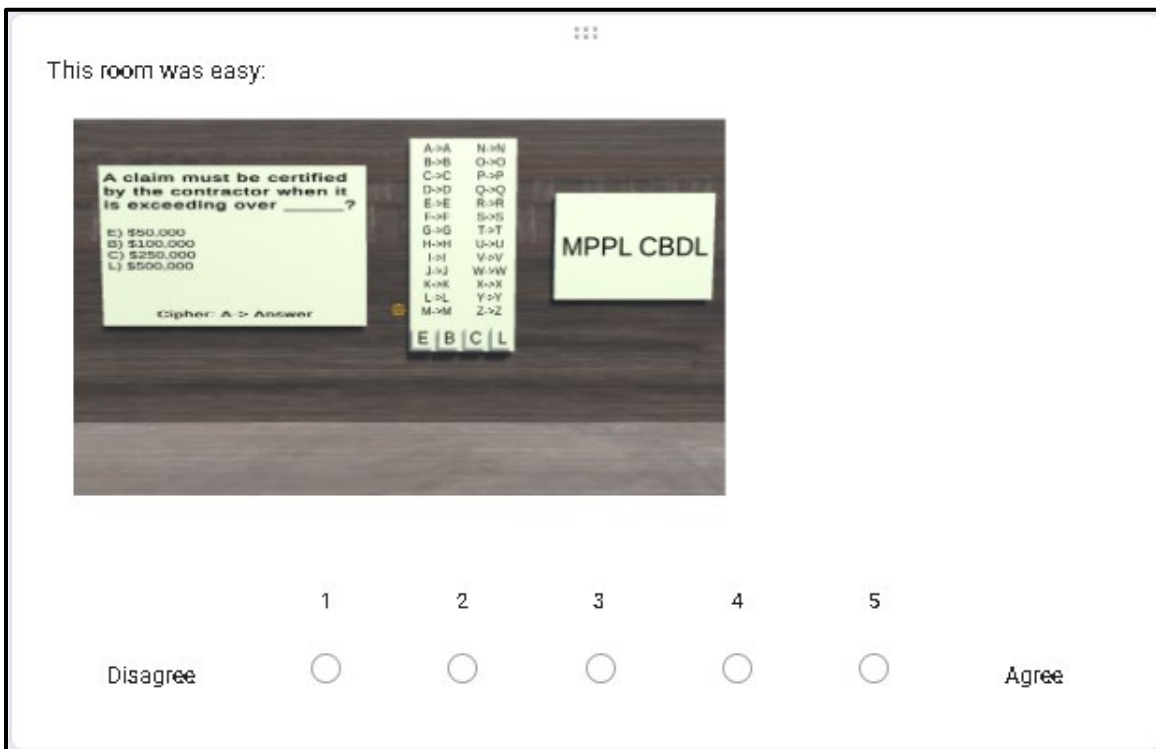 This room was easy:
A claim must be certified
by the contractor when it
is exceeding over ______?
E) $50,000
B) $100,000
C) $250,000
L) $500,000
Cipher: A-> Answer
A->A N->N
B->B O->O
C->C P->P
D->D Q->Q
E->E R->R
F->F S->S
G->G T->T
H->H U->U
I->I V->V
J->J W->W
K->K X->X
L->L Y->Y
M->M Z->Z
E B C L
MPPL CBDL
1 2 3 4 5
Disagree Agree